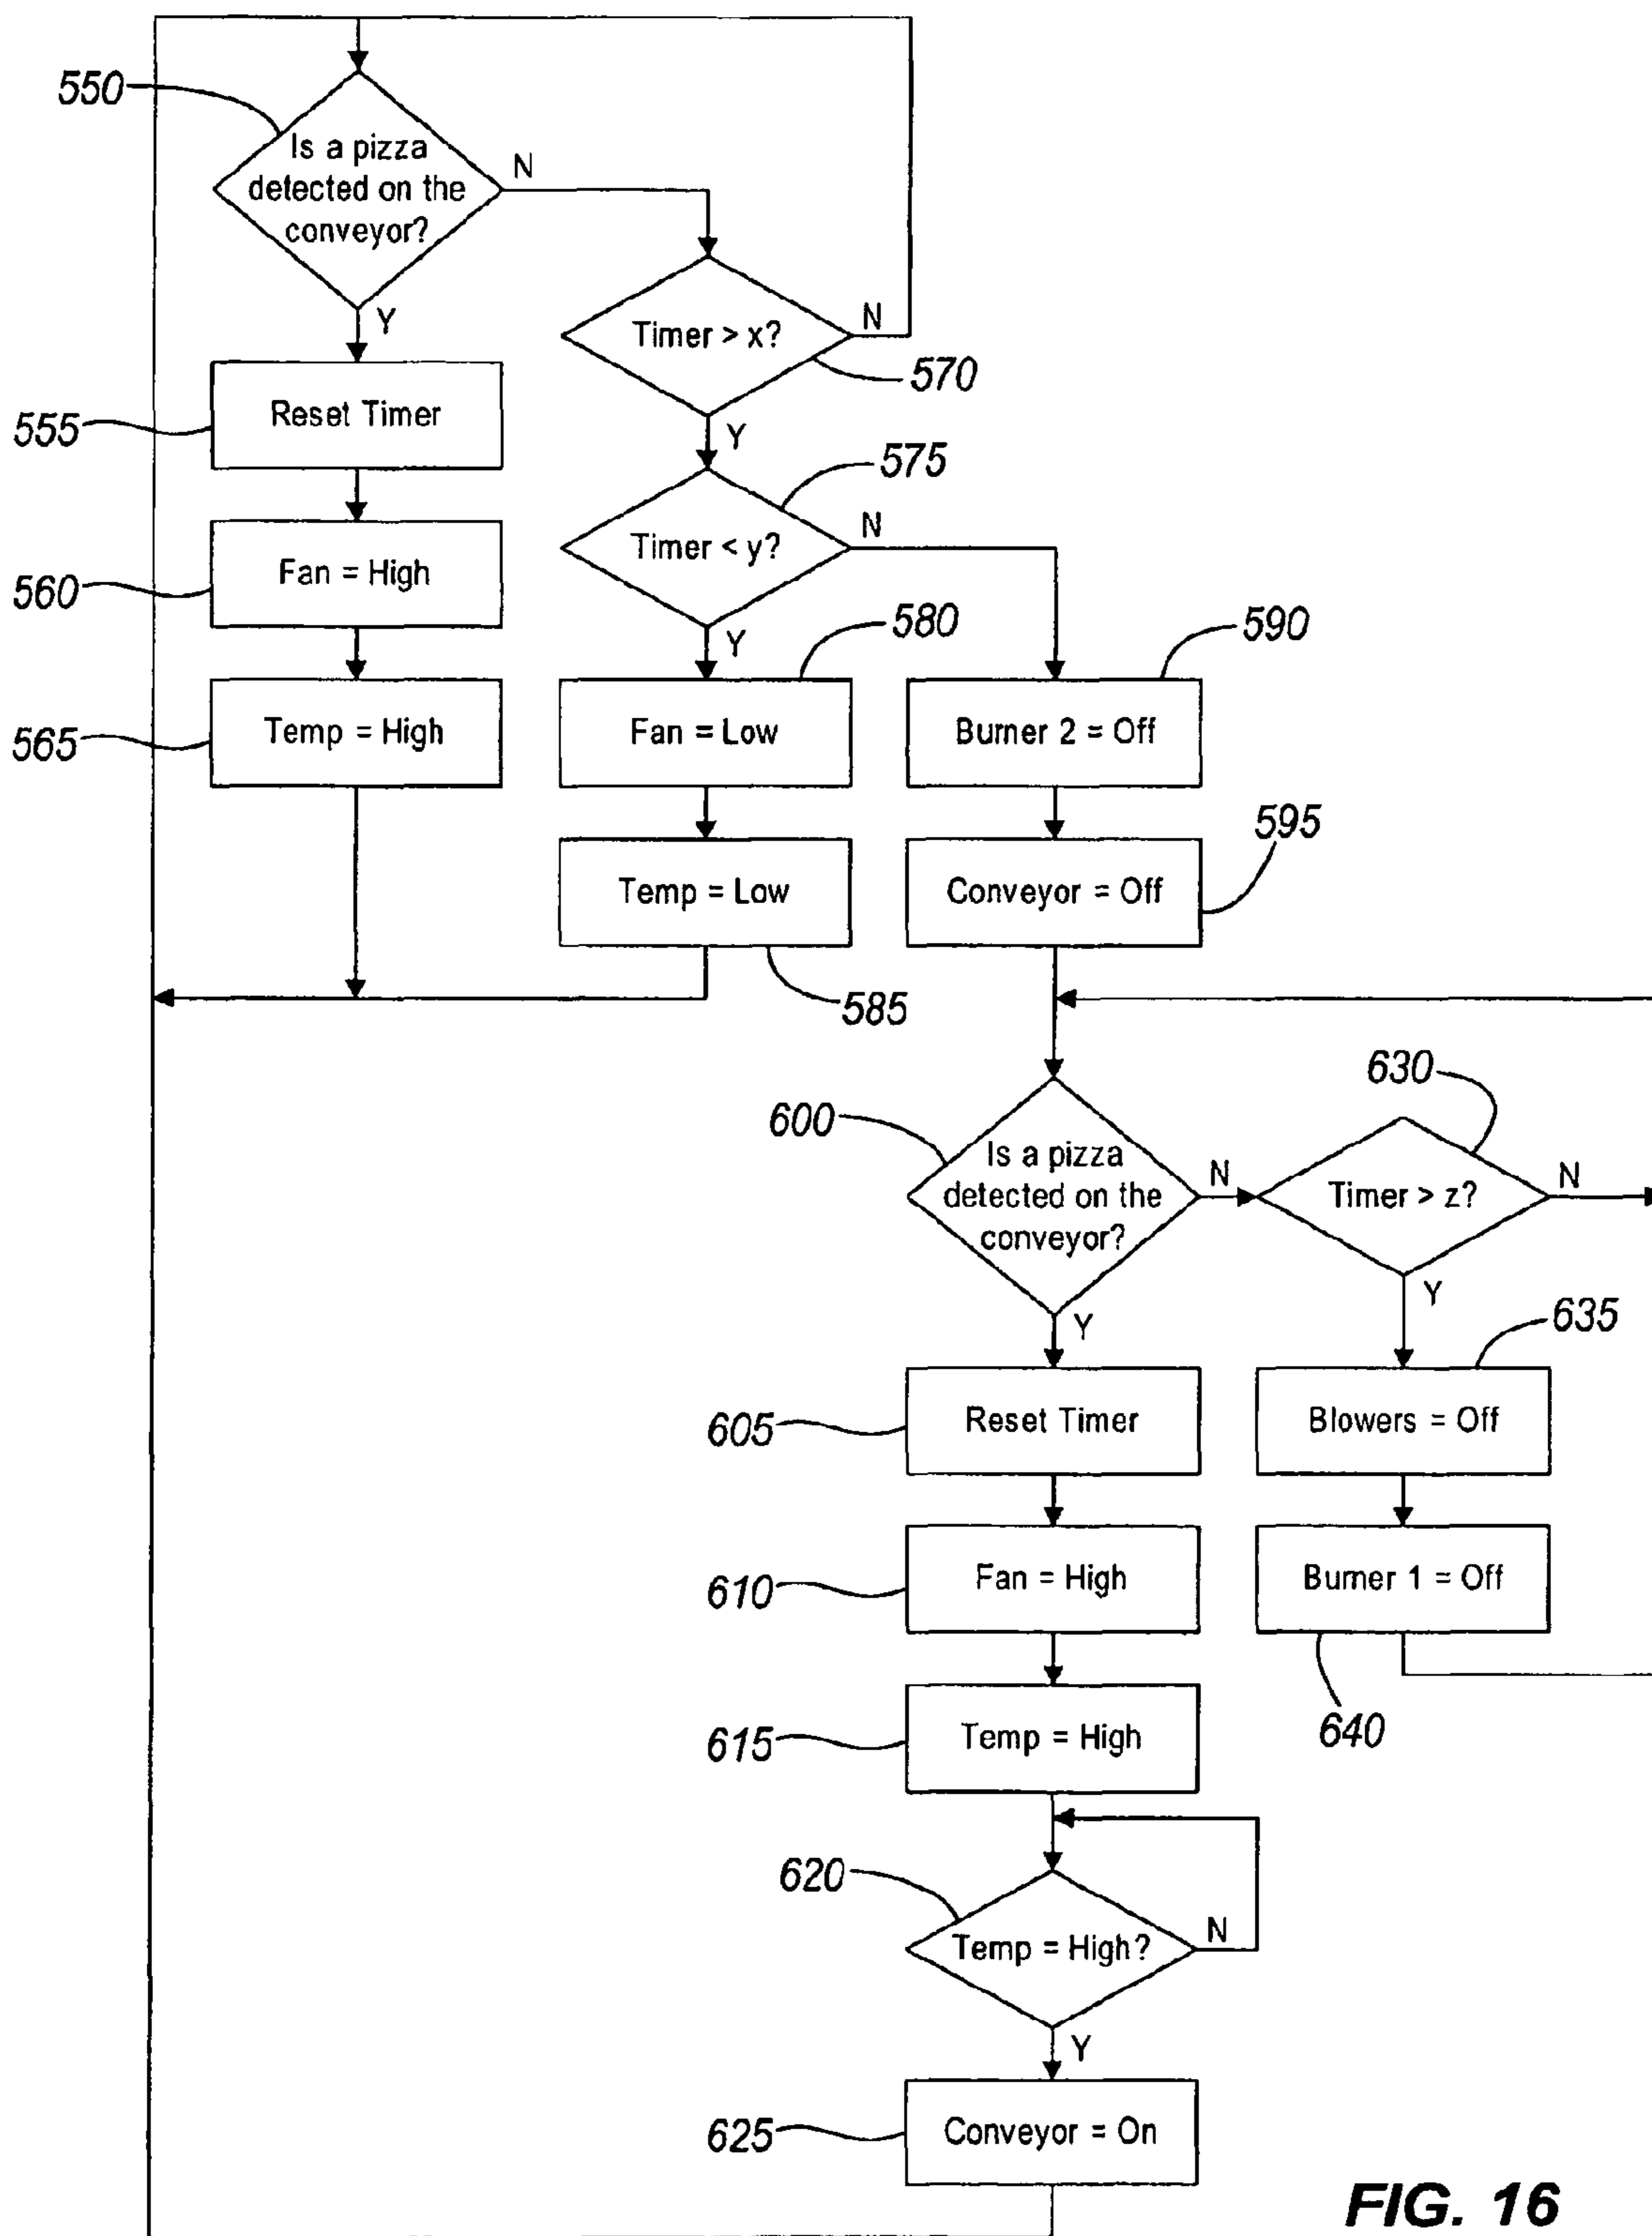 550
Is a pizza
detected on the
conveyor?
N
Y
Timer > x?
N
570
Y
555
Reset Timer
575
Timer < y?
N
Y
560
Fan = High
580
590
565
Temp = High
Fan = Low
Burner 2 = Off
595
Temp = Low
Conveyor = Off
585
600
Is a pizza
detected on the
conveyor?
N
Y
630
Timer > z?
N
Y
635
605
Reset Timer
Blowers = Off
610
Fan = High
Burner 1 = Off
640
615
Temp = High
620
Temp = High?
N
Y
625
Conveyor = On
FIG. 16